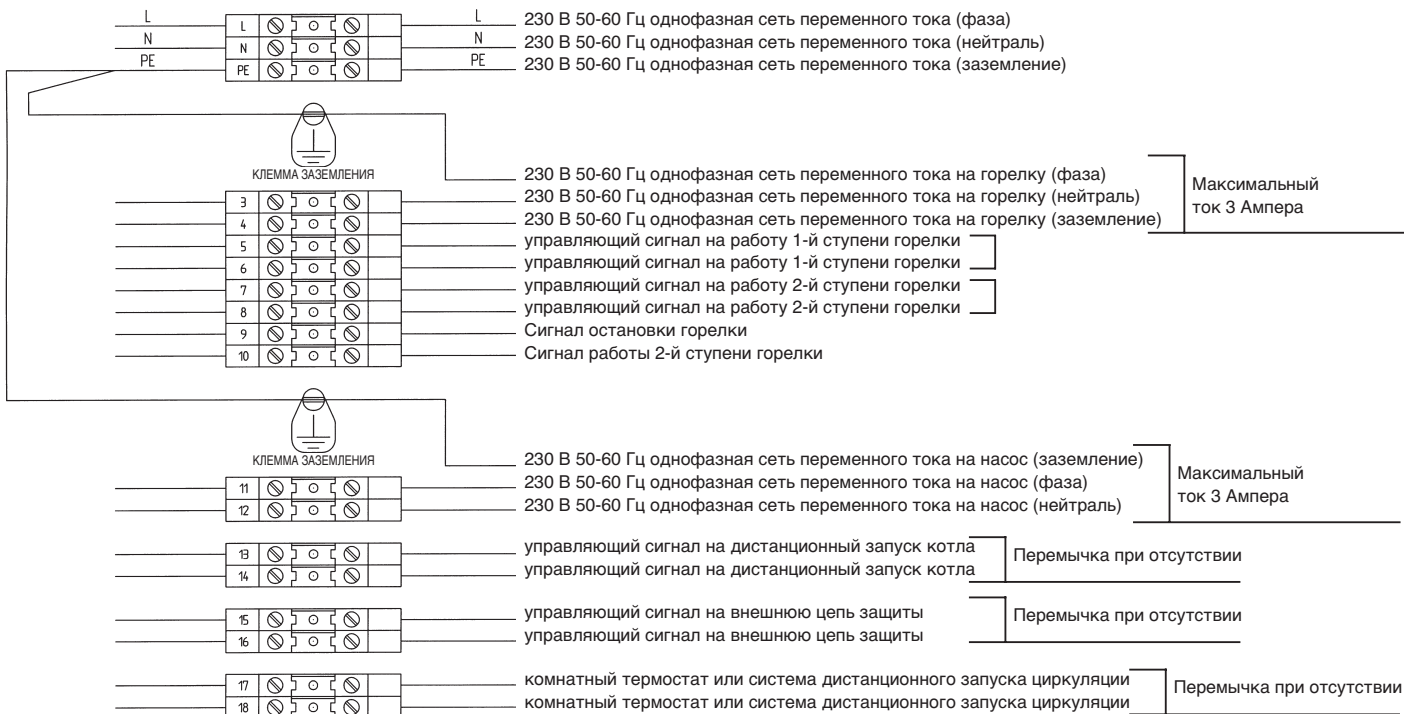 L L 230 В 50-60 Гц однофазная сеть переменного тока (фаза)
L
N N 230 В 50-60 Гц однофазная сеть переменного тока (нейтраль)
N
PE PE 230 В 50-60 Гц однофазная сеть переменного тока (заземление)
PE
КЛЕММА ЗАЗЕМЛЕНИЯ
230 В 50-60 Гц однофазная сеть переменного тока на горелку (фаза)
3 230 В 50-60 Гц однофазная сеть переменного тока на горелку (нейтраль)
4 230 В 50-60 Гц однофазная сеть переменного тока на горелку (заземление)
Максимальный
ток 3 Ампера
5 управляющий сигнал на работу 1-й ступени горелки
6 управляющий сигнал на работу 1-й ступени горелки
7 управляющий сигнал на работу 2-й ступени горелки
8 управляющий сигнал на работу 2-й ступени горелки
9 Сигнал остановки горелки
10 Сигнал работы 2-й ступени горелки
КЛЕММА ЗАЗЕМЛЕНИЯ
230 В 50-60 Гц однофазная сеть переменного тока на насос (заземление)
11 230 В 50-60 Гц однофазная сеть переменного тока на насос (фаза)
12 230 В 50-60 Гц однофазная сеть переменного тока на насос (нейтраль)
Максимальный
ток 3 Ампера
13 управляющий сигнал на дистанционный запуск котла
14 управляющий сигнал на дистанционный запуск котла
Перемычка при отсутствии
15 управляющий сигнал на внешнюю цепь защиты
16 управляющий сигнал на внешнюю цепь защиты
Перемычка при отсутствии
17 комнатный термостат или система дистанционного запуска циркуляции
18 комнатный термостат или система дистанционного запуска циркуляции
Перемычка при отсутствии